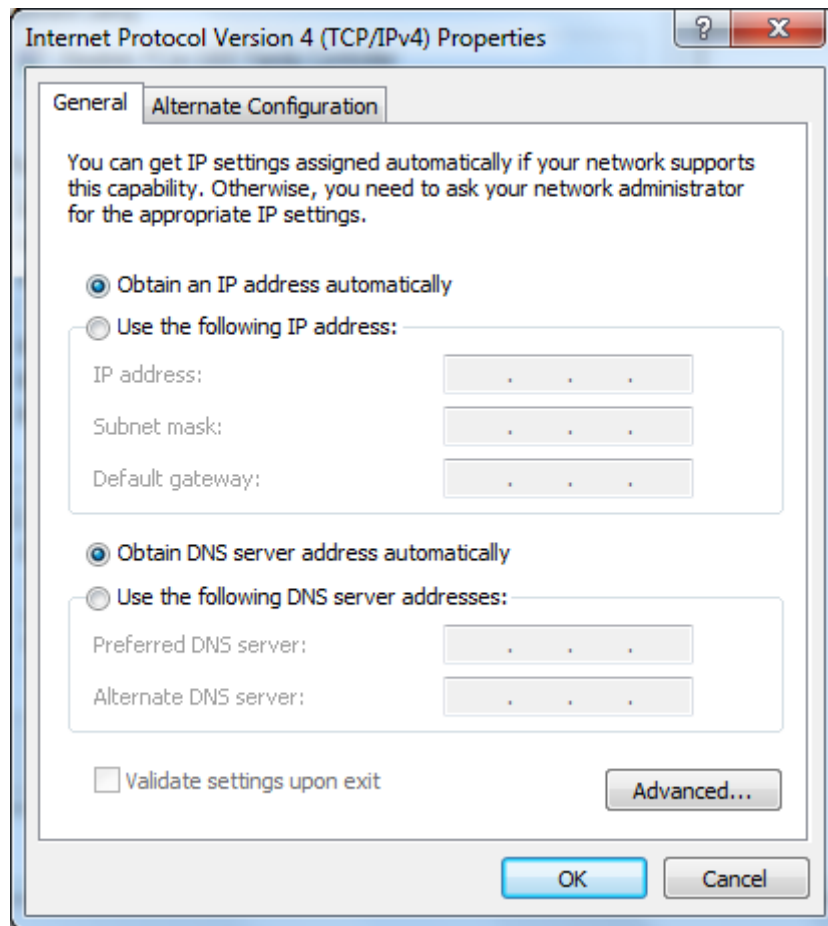 Internet Protocol Version 4 (TCP/IPv4) Properties
?
X
General
Alternate Configuration
You can get IP settings assigned automatically if your network supports
this capability. Otherwise, you need to ask your network administrator
for the appropriate IP settings.
Obtain an IP address automatically
Use the following IP address:
IP address: . . .
Subnet mask: . . .
Default gateway: . . .
Obtain DNS server address automatically
Use the following DNS server addresses:
Preferred DNS server: . . .
Alternate DNS server: . . .
Validate settings upon exit
Advanced...
OK
Cancel